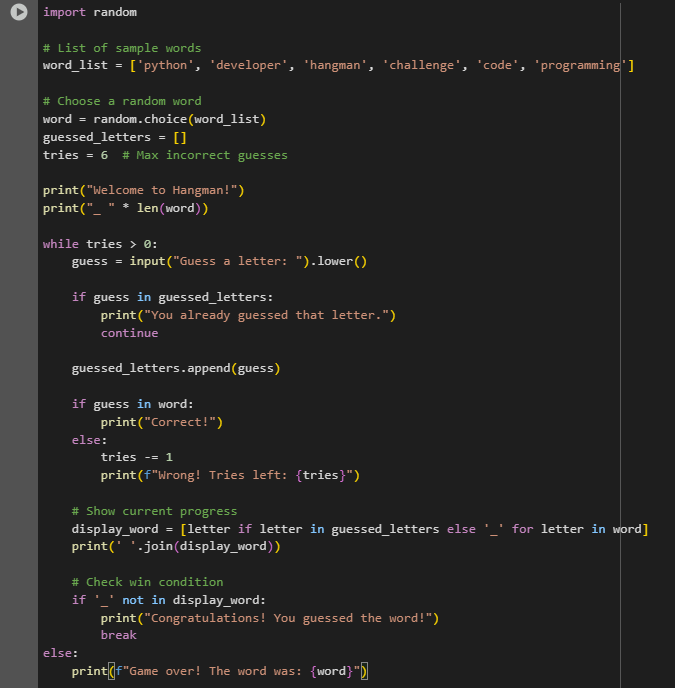 import random
# List of sample words
word_list = ['python', 'developer', 'hangman', 'challenge', 'code', 'programming']
# Choose a random word
word = random.choice(word_list)
guessed_letters = []
tries = 6  # Max incorrect guesses
print("Welcome to Hangman!")
print("_ " * len(word))
while tries > 0:
    guess = input("Guess a letter: ").lower()
    if guess in guessed_letters:
        print("You already guessed that letter.")
        continue
    guessed_letters.append(guess)
    if guess in word:
        print("Correct!")
    else:
        tries -= 1
        print(f"Wrong! Tries left: {tries}")
    # Show current progress
    display_word = [letter if letter in guessed_letters else '_' for letter in word]
    print(' '.join(display_word))
    # Check win condition
    if '_' not in display_word:
        print("Congratulations! You guessed the word!")
        break
else:
    print(f"Game over! The word was: {word}")